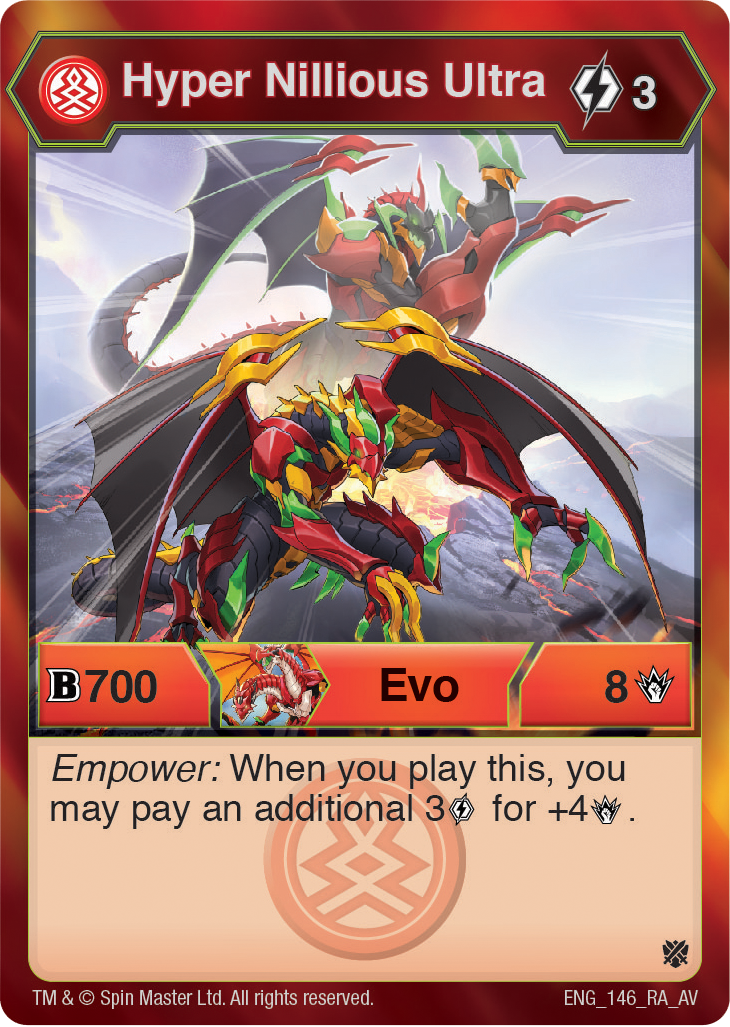 Hyper Nillious Ultra 3
B 700 Evo 8
Empower: When you play this, you
may pay an additional 3 for +4 .
TM & © Spin Master Ltd. All rights reserved. ENG_146_RA_AV